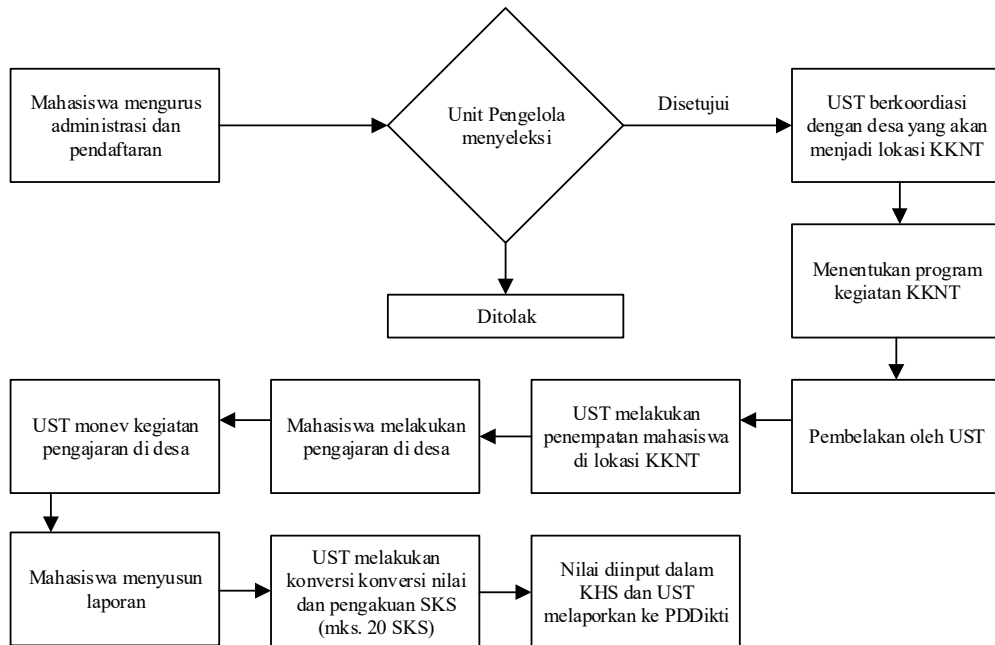 Mahasiswa mengurus
administrasi dan
pendaftaran
Unit Pengelola
menyeleksi
Disetujui
UST berkoordiasi
dengan desa yang akan
menjadi lokasi KKNT
Menentukan program
kegiatan KKNT
Ditolak
Pembelakan oleh UST
UST melakukan
penempatan mahasiswa
di lokasi KKNT
Mahasiswa melakukan
pengajaran di desa
UST monev kegiatan
pengajaran di desa
Mahasiswa menyusun
laporan
UST melakukan
konversi konversi nilai
dan pengakuan SKS
(mks. 20 SKS)
Nilai diinput dalam
KHS dan UST
melaporkan ke PDDikti